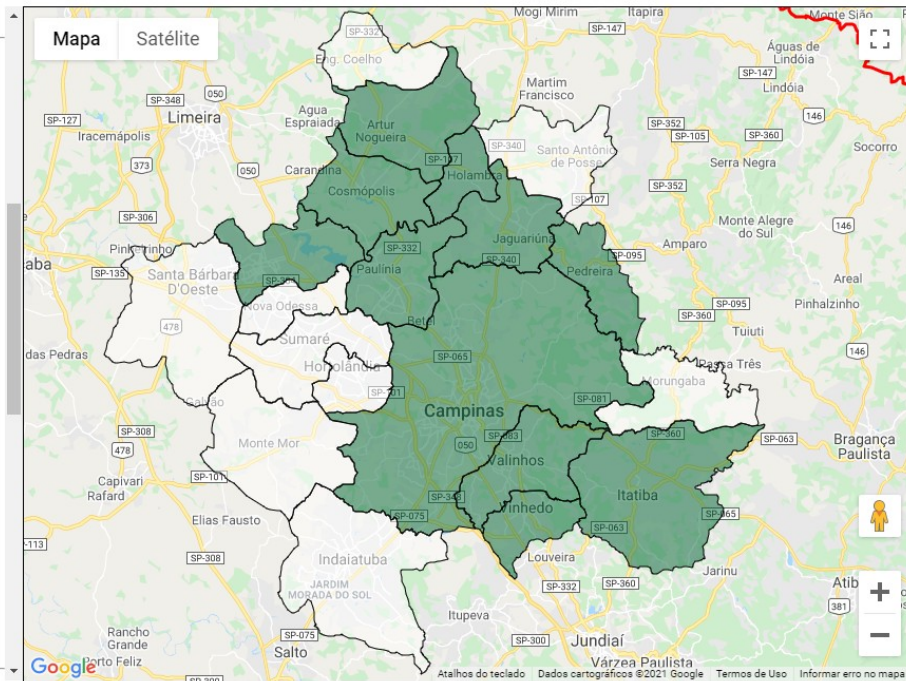 Mapa
Satélite
Mogi Mirim
SP-147
Itapira
Monte Sião
SP-332
Eng. Coelho
Águas de
Lindóia
SP-147
Lindóia
SP-348
050
Limeira
SP-127
Iracemápolis
Água
Espraiada
Martim
Francisco
Artur
Nogueira
SP-340
Santo Antônio
de Posse
SP-352
SP-105
SP-360
Socorro
Serra Negra
373
050
Carandina
Cosmópolis
Holambra
SP-107
SP-352
SP-306
Pinheirinho
SP-135
Santa Bárbara
D'Oeste
SP-332
Paulínia
Jaguariúna
SP-340
Pedreira
SP-095
Amparo
Monte Alegre
do Sul
146
Areal
Pinhalzinho
SP-304
Nova Odessa
Betel
SP-095
SP-360
Tuiuti
478
das Pedras
Sumaré
Hortolândia
SP-101
SP-065
146
Passa Três
Morungaba
SP-081
Campinas
050
SP-083
Valinhos
SP-360
SP-063
Bragança
Paulista
SP-308
478
Monte Mor
Capivari
Rafard
SP-101
Elias Fausto
SP-348
SP-075
Vinhedo
Itatiba
SP-063
SP-065
SP-113
SP-308
Indaiatuba
JARDIM
MORADA DO SOL
Louveira
SP-332
SP-360
Jarinu
381
Itupeva
SP-300
Jundiaí
Várzea Paulista
Rancho
Grande
Porto Feliz
SP-075
Salto
Google
Atalhos do teclado
Dados cartográficos ©2021 Google
Termos de Uso
Informar erro no mapa